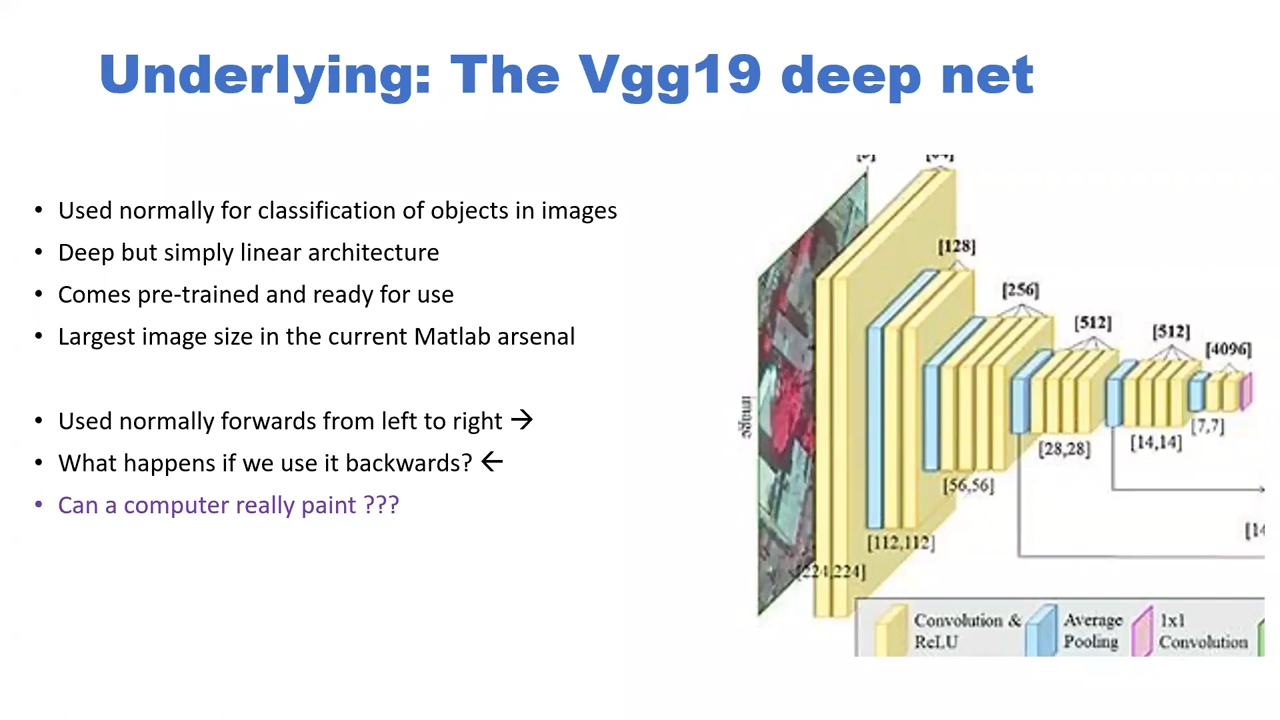 Underlying: The Vgg19 deep net
• Used normally for classification of objects in images
• Deep but simply linear architecture
• Comes pre-trained and ready for use
• Largest image size in the current Matlab arsenal
• Used normally forwards from left to right →
• What happens if we use it backwards? ←
• Can a computer really paint ???
[128]
[256]
[512]
[512]
[4096]
image
[7,7]
[14,14]
[28,28]
[56,56]
[112,112]
[224,224]
[14
Convolution &
ReLU
Average
Pooling
1x1
Convolution